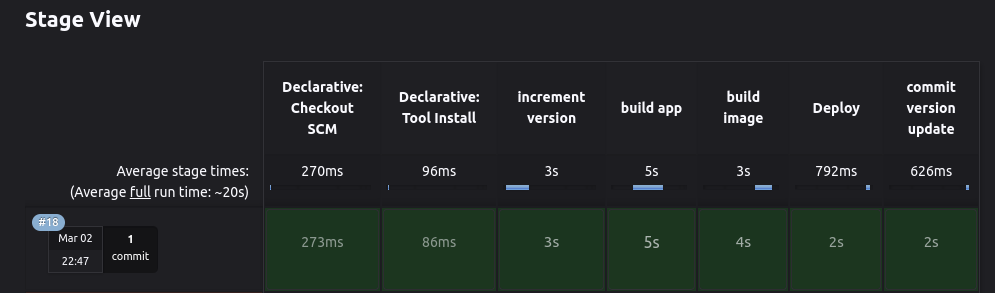 Stage View
Declarative:
Checkout
SCM
Declarative:
Tool Install
increment
version
build app
build
image
Deploy
commit
version
update
Average stage times:
(Average full run time: ~20s)
270ms
96ms
3s
5s
3s
792ms
626ms
#18
Mar 02
22:47
1
commit
273ms
86ms
3s
5s
4s
2s
2s